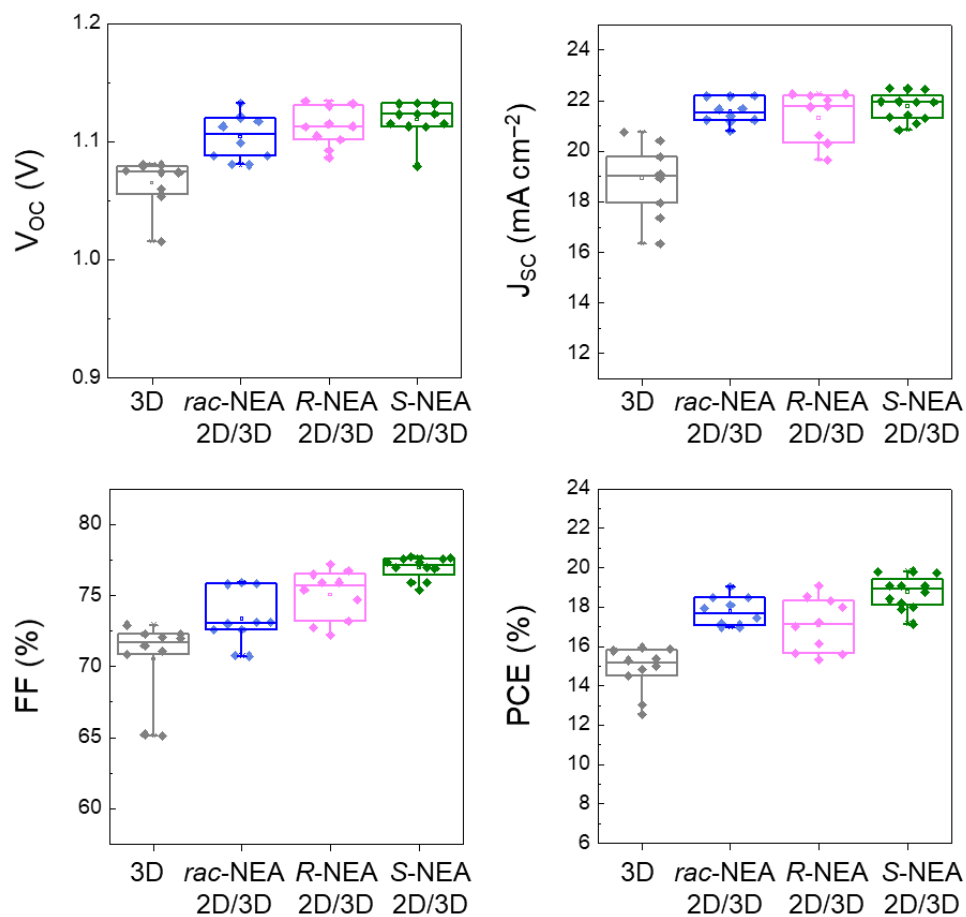 V_OC (V)
1.2
1.1
1.0
0.9
3D rac-NEA R-NEA S-NEA
2D/3D 2D/3D 2D/3D
J_SC (mA cm⁻²)
24
22
20
18
16
14
12
3D rac-NEA R-NEA S-NEA
2D/3D 2D/3D 2D/3D
FF (%)
80
75
70
65
60
3D rac-NEA R-NEA S-NEA
2D/3D 2D/3D 2D/3D
PCE (%)
24
22
20
18
16
14
12
10
8
6
3D rac-NEA R-NEA S-NEA
2D/3D 2D/3D 2D/3D